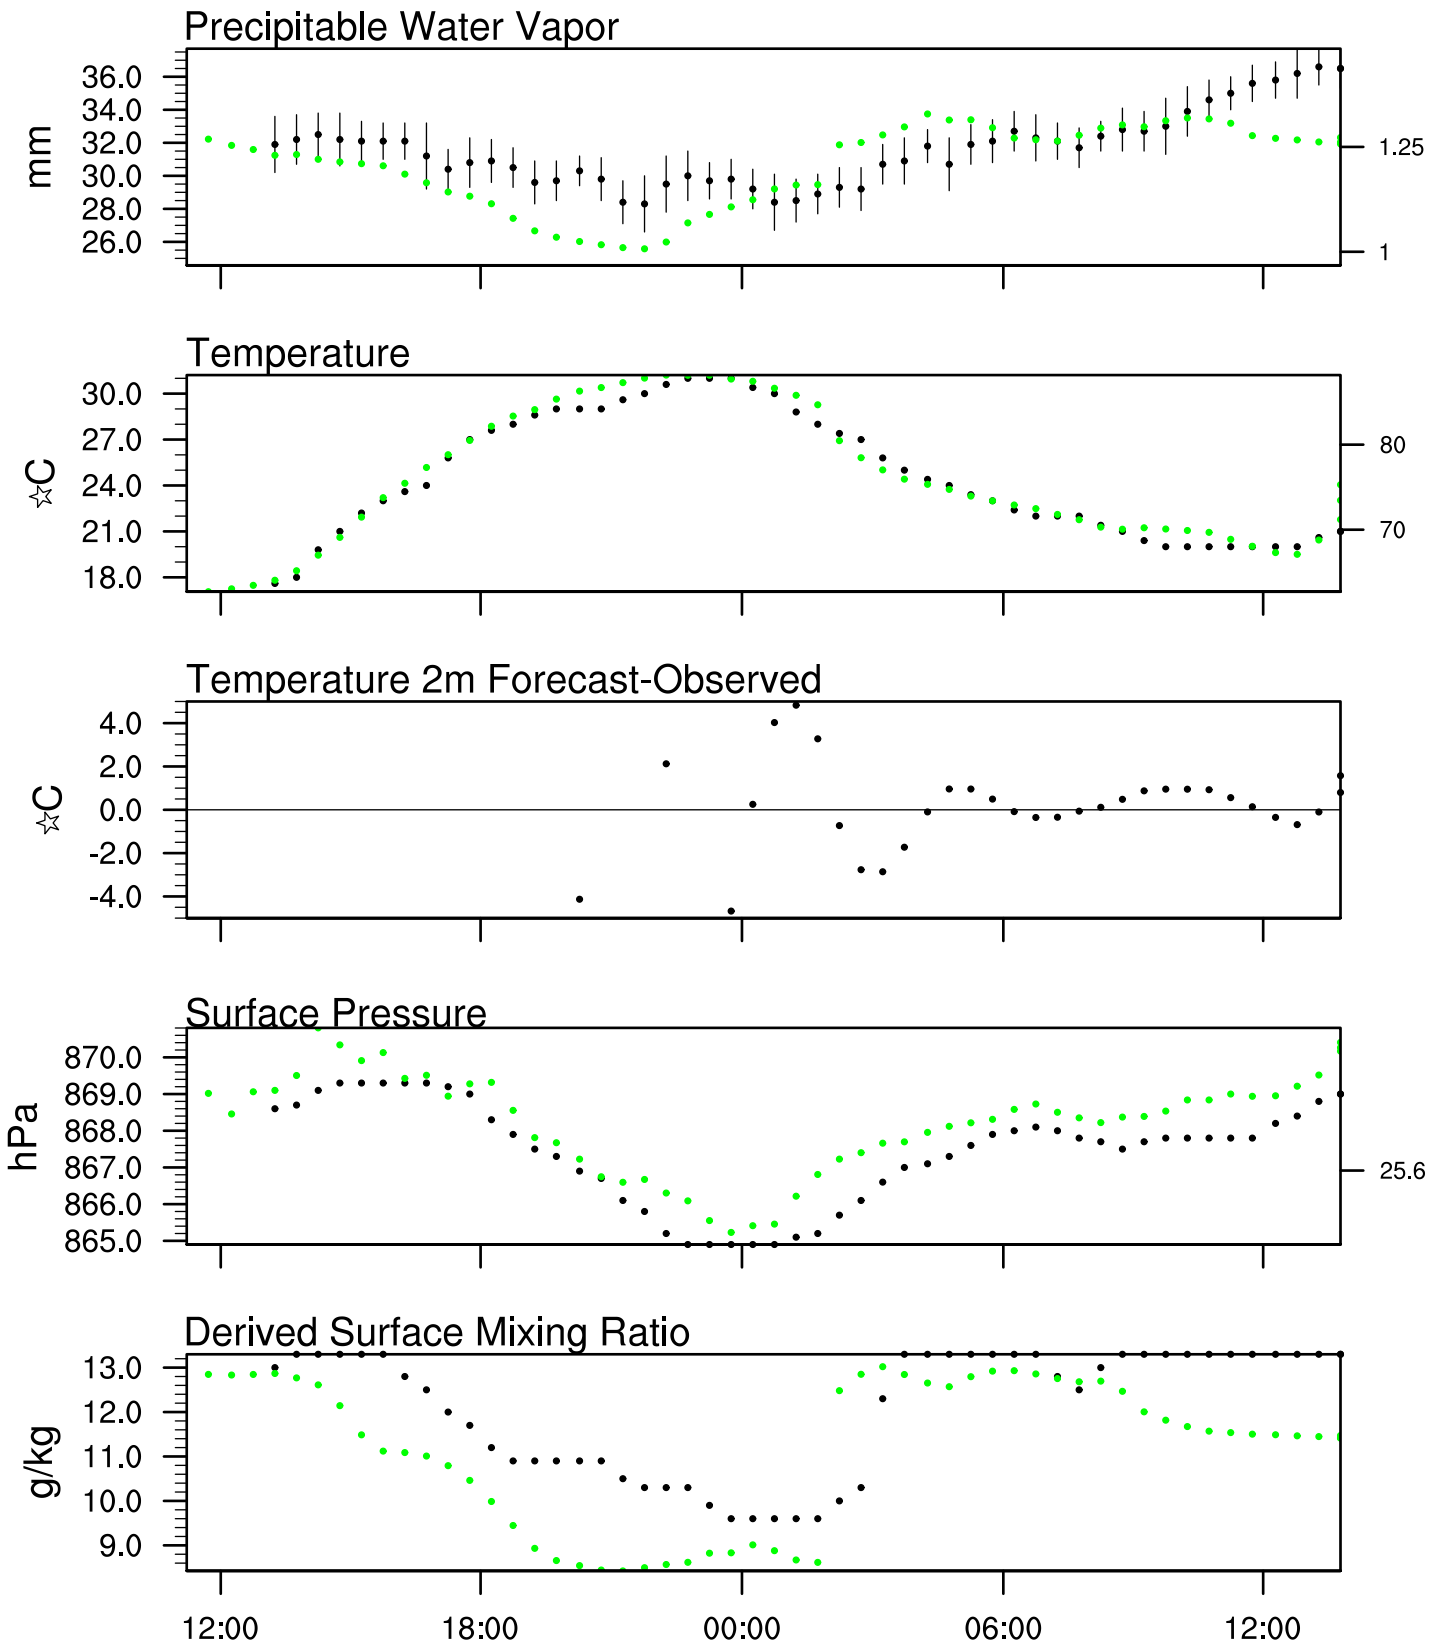 Precipitable Water Vapor
36.0
34.0
32.0
30.0
28.0
26.0
mm
1.25
1
Temperature
30.0
27.0
24.0
21.0
18.0
☆C
80
70
Temperature 2m Forecast-Observed
4.0
2.0
0.0
-2.0
-4.0
☆C
Surface Pressure
870.0
869.0
868.0
867.0
866.0
865.0
hPa
25.6
Derived Surface Mixing Ratio
13.0
12.0
11.0
10.0
9.0
g/kg
12:00 18:00 00:00 06:00 12:00